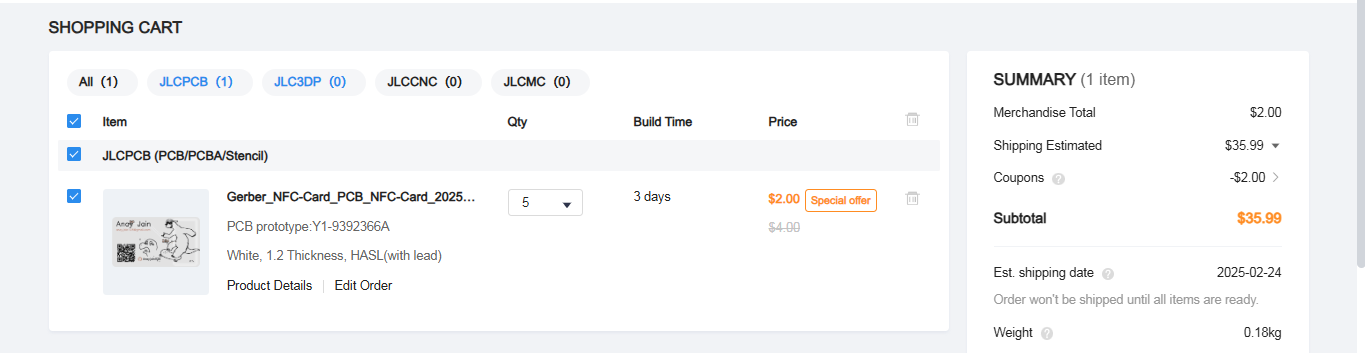 SHOPPING CART
All (1) JLCPCB (1) JLC3DP (0) JLCCNC (0) JLCMC (0)
Item Qty Build Time Price
JLCPCB (PCB/PCBA/Stencil)
Gerber_NFC-Card_PCB_NFC-Card_2025... 5 3 days $2.00 Special offer
$4.00
PCB prototype:Y1-9392366A
White, 1.2 Thickness, HASL(with lead)
Product Details Edit Order
Jain
SUMMARY (1 item)
Merchandise Total $2.00
Shipping Estimated $35.99
Coupons ? -$2.00
Subtotal $35.99
Est. shipping date ? 2025-02-24
Order won't be shipped until all items are ready.
Weight ? 0.18kg